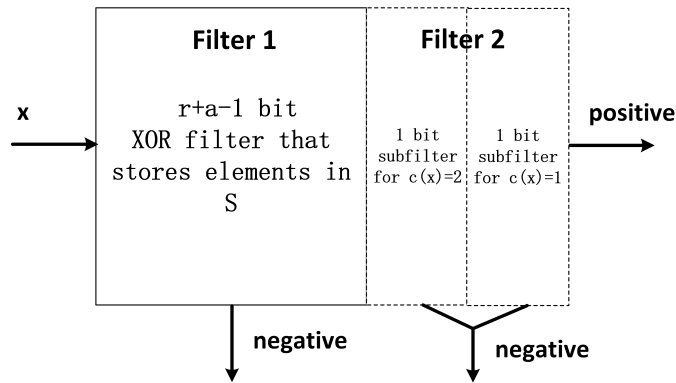 Filter 1
Filter 2
x
r+a-1 bit
XOR filter that
stores elements in
S
1 bit
subfilter
for c(x)=2
1 bit
subfilter
for c(x)=1
positive
negative
negative